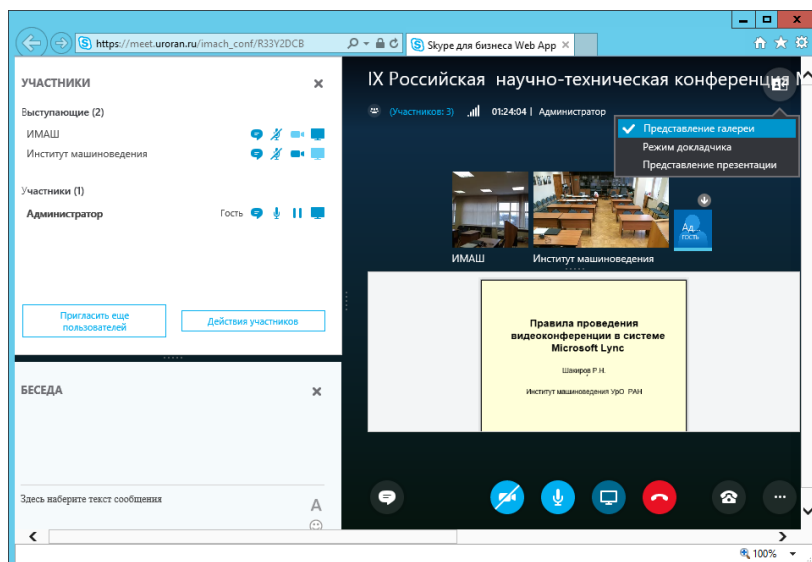 https://meet.uroran.ru/imach_conf/R33Y2DCB
Skype для бизнеса Web App
УЧАСТНИКИ
Выступающие (2)
ИМАШ
Институт машиноведения
Участники (1)
Администратор
Гость
Пригласить еще
пользователей
Действия участников
БЕСЕДА
Здесь наберите текст сообщения
A
IX Российская научно-техническая конференция
(Участников: 3)
01:24:04 | Администратор
Представление галереи
Режим докладчика
Представление презентации
ИМАШ
Институт машиноведения
Ад...
гость
Правила проведения
видеоконференции в системе
Microsoft Lync
Шакиров Р.Н.
Институт машиноведения УрО РАН
100%